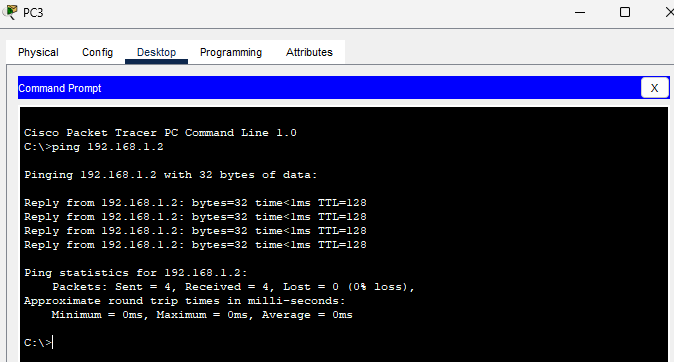 PC3
Physical Config Desktop Programming Attributes
Command Prompt X
Cisco Packet Tracer PC Command Line 1.0
C:\>ping 192.168.1.2
Pinging 192.168.1.2 with 32 bytes of data:
Reply from 192.168.1.2: bytes=32 time<1ms TTL=128
Reply from 192.168.1.2: bytes=32 time<1ms TTL=128
Reply from 192.168.1.2: bytes=32 time<1ms TTL=128
Reply from 192.168.1.2: bytes=32 time<1ms TTL=128
Ping statistics for 192.168.1.2:
    Packets: Sent = 4, Received = 4, Lost = 0 (0% loss),
Approximate round trip times in milli-seconds:
    Minimum = 0ms, Maximum = 0ms, Average = 0ms
C:\>